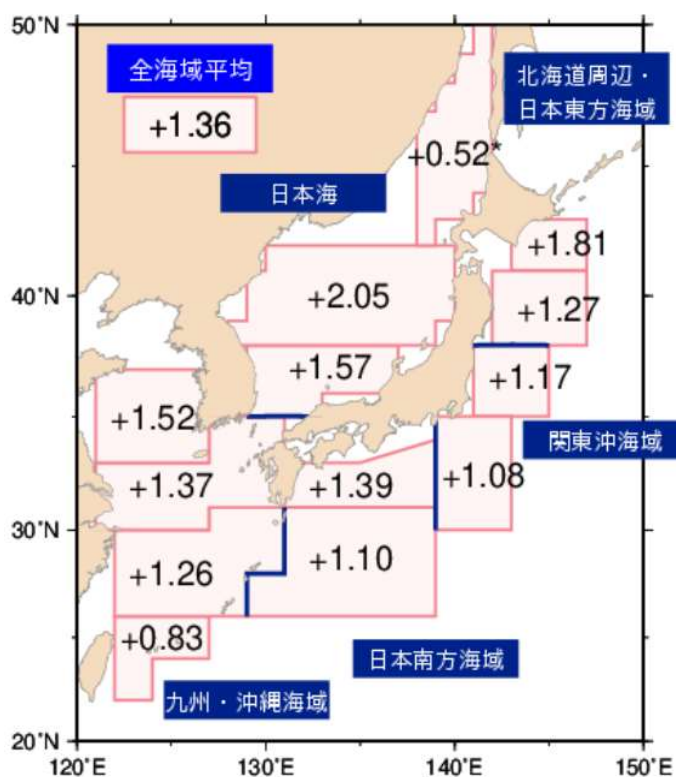 50˚N
全海域平均
+1.36
北海道周辺・
日本東方海域
+0.52*
日本海
+1.81
40˚N
+2.05
+1.27
+1.57
+1.17
+1.52
関東沖海域
+1.37
+1.39
+1.08
30˚N
+1.26
+1.10
+0.83
日本南方海域
九州・沖縄海域
20˚N
120˚E
130˚E
140˚E
150˚E